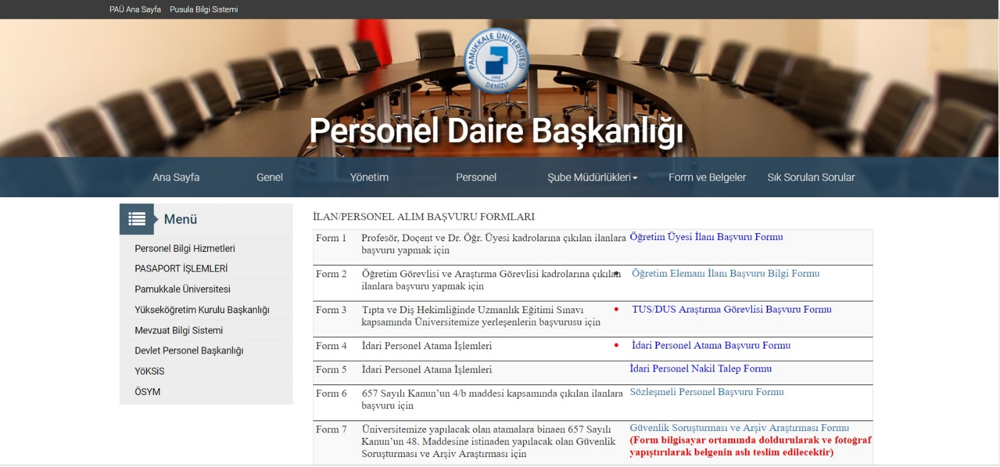 PAÜ Ana Sayfa Pusula Bilgi Sistemi
PAMUKKALE ÜNİVERSİTESİ
1992
DENİZLİ
Personel Daire Başkanlığı
Ana Sayfa Genel Yönetim Personel Şube Müdürlükleri Form ve Belgeler Sık Sorulan Sorular
Menü
Personel Bilgi Hizmetleri
PASAPORT İŞLEMLERİ
Pamukkale Üniversitesi
Yükseköğretim Kurulu Başkanlığı
Mevzuat Bilgi Sistemi
Devlet Personel Başkanlığı
YöKSiS
ÖSYM
İLAN/PERSONEL ALIM BAŞVURU FORMLARI
Form 1 Profesör, Doçent ve Dr. Öğr. Üyesi kadrolarına çıkılan ilanlara Öğretim Üyesi İlanı Başvuru Formu
başvuru yapmak için
Form 2 Öğretim Görevlisi ve Araştırma Görevlisi kadrolarına çıkılan • Öğretim Elemanı İlanı Başvuru Bilgi Formu
ilanlara başvuru yapmak için
Form 3 Tıpta ve Diş Hekimliğinde Uzmanlık Eğitimi Sınavı • TUS/DUS Araştırma Görevlisi Başvuru Formu
kapsamında Üniversitemize yerleşenlerin başvurusu için
Form 4 İdari Personel Atama İşlemleri • İdari Personel Atama Başvuru Formu
Form 5 İdari Personel Atama İşlemleri İdari Personel Nakil Talep Formu
Form 6 657 Sayılı Kanun’un 4/b maddesi kapsamında çıkılan ilanlara Sözleşmeli Personel Başvuru Formu
başvuru için
Form 7 Üniversitemize yapılacak olan atamalara binaen 657 Sayılı Güvenlik Soruşturması ve Arşiv Araştırması Formu
Kanun’un 48. Maddesine istinaden yapılacak olan Güvenlik (Form bilgisayar ortamında doldurularak ve fotoğraf
Soruşturması ve Arşiv Araştırması için yapıştırılarak belgenin aslı teslim edilecektir)